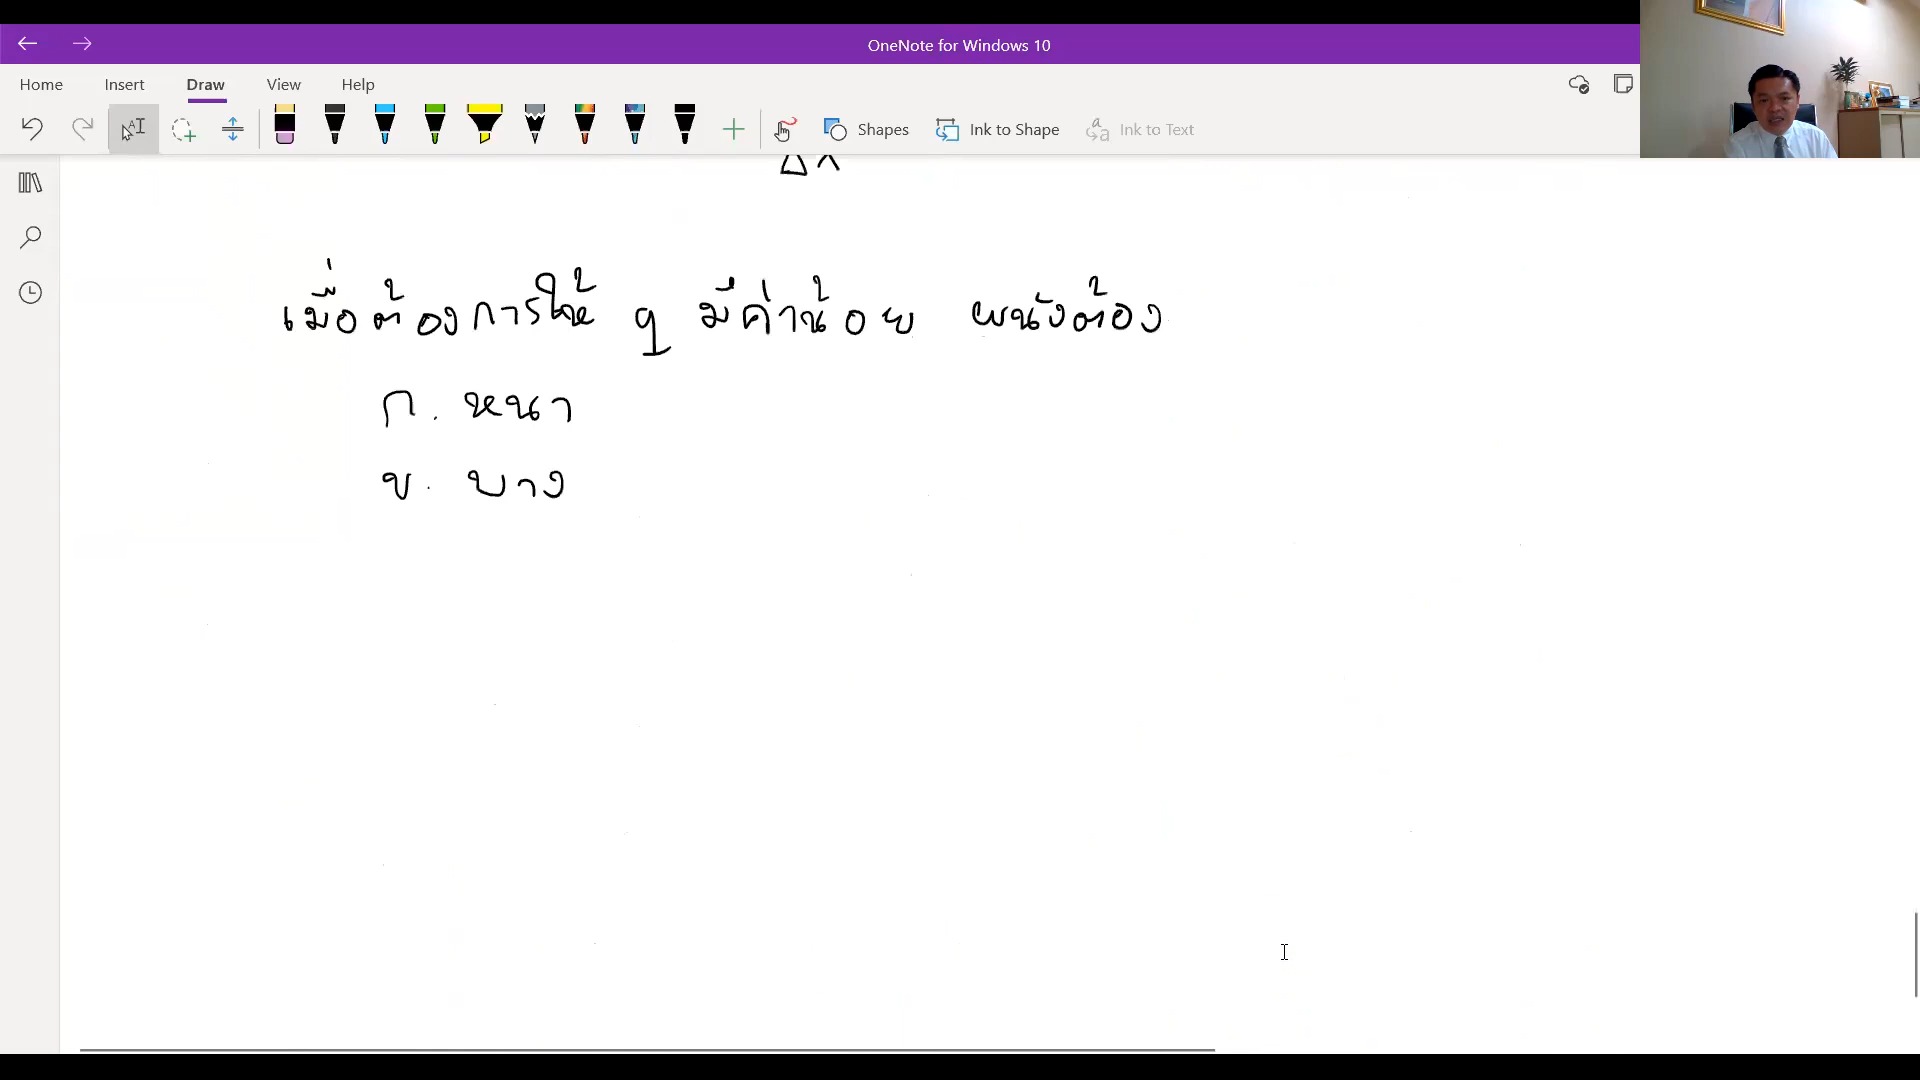 OneNote for Windows 10
Home Insert Draw View Help
Shapes Ink to Shape Ink to Text
Δx
เมื่อต้องการให้ q มีค่าน้อย ผนังต้อง
ก. หนา
ข. บาง